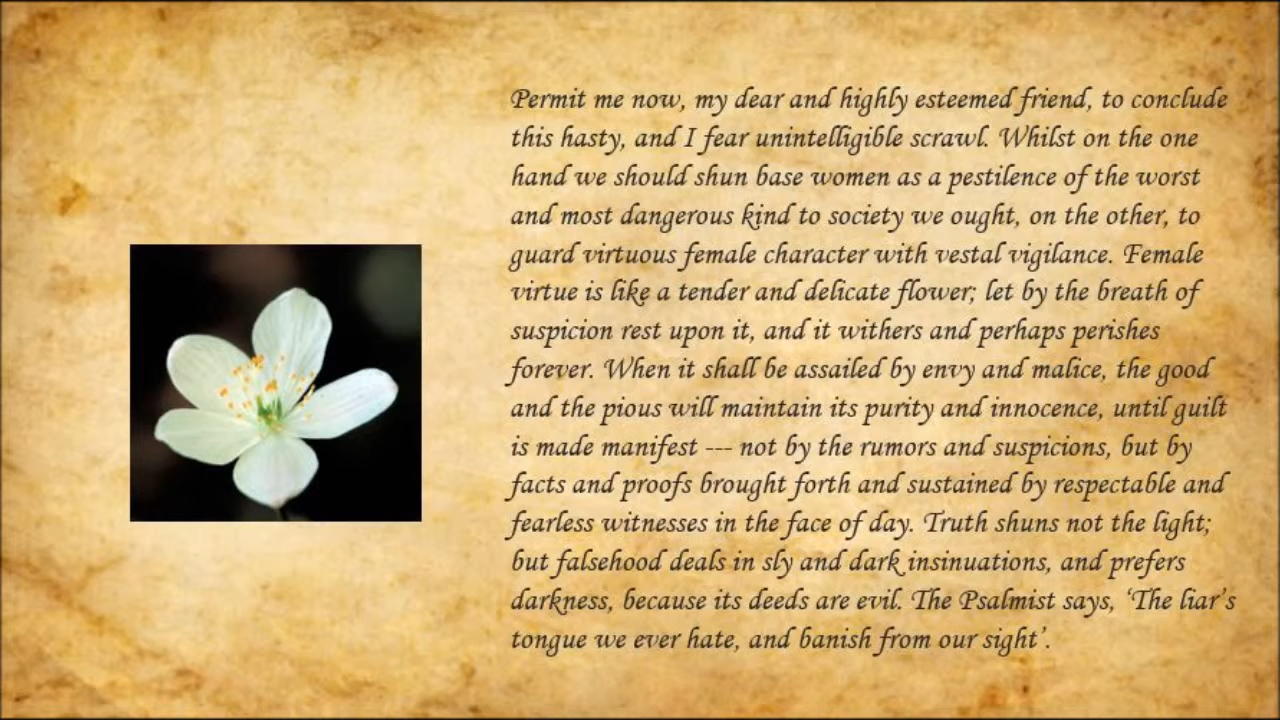 Permit me now, my dear and highly esteemed friend, to conclude
this hasty, and I fear unintelligible scrawl. Whilst on the one
hand we should shun base women as a pestilence of the worst
and most dangerous kind to society we ought, on the other, to
guard virtuous female character with vestal vigilance. Female
virtue is like a tender and delicate flower; let by the breath of
suspicion rest upon it, and it withers and perhaps perishes
forever. When it shall be assailed by envy and malice, the good
and the pious will maintain its purity and innocence, until guilt
is made manifest --- not by the rumors and suspicions, but by
facts and proofs brought forth and sustained by respectable and
fearless witnesses in the face of day. Truth shuns not the light;
but falsehood deals in sly and dark insinuations, and prefers
darkness, because its deeds are evil. The Psalmist says, ‘The liar’s
tongue we ever hate, and banish from our sight’.